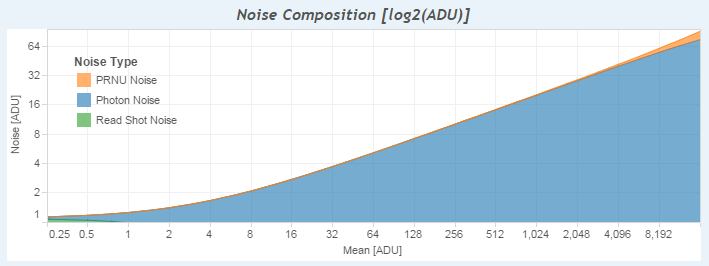 Noise Composition [log2(ADU)]
Noise Type
PRNU Noise
Photon Noise
Read Shot Noise
Noise [ADU]
64
32
16
8
4
2
1
0.25 0.5 1 2 4 8 16 32 64 128 256 512 1,024 2,048 4,096 8,192
Mean [ADU]